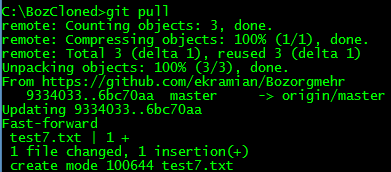 C:\BozCloned>git pull
remote: Counting objects: 3, done.
remote: Compressing objects: 100% (1/1), done.
remote: Total 3 (delta 1), reused 3 (delta 1)
Unpacking objects: 100% (3/3), done.
From https://github.com/ekramian/Bozorgmehr
   9334033..6bc70aa  master     -> origin/master
Updating 9334033..6bc70aa
Fast-forward
 test7.txt | 1 +
 1 file changed, 1 insertion(+)
 create mode 100644 test7.txt